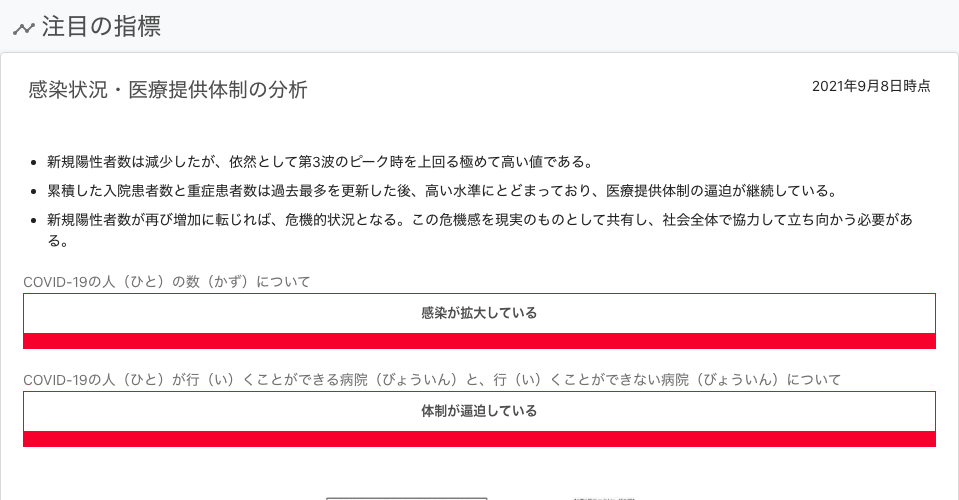 注目の指標
感染状況・医療提供体制の分析
2021年9月8日時点
新規陽性者数は減少したが、依然として第3波のピーク時を上回る極めて高い値である。
累積した入院患者数と重症患者数は過去最多を更新した後、高い水準にとどまっており、医療提供体制の逼迫が継続している。
新規陽性者数が再び増加に転じれば、危機的状況となる。この危機感を現実のものとして共有し、社会全体で協力して立ち向かう必要があ
る。
COVID-19の人（ひと）の数（かず）について
感染が拡大している
COVID-19の人（ひと）が行（い）くことができる病院（びょういん）と、行（い）くことができない病院（びょういん）について
体制が逼迫している